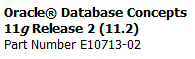 Oracle® Database Concepts
11g Release 2 (11.2)
Part Number E10713-02